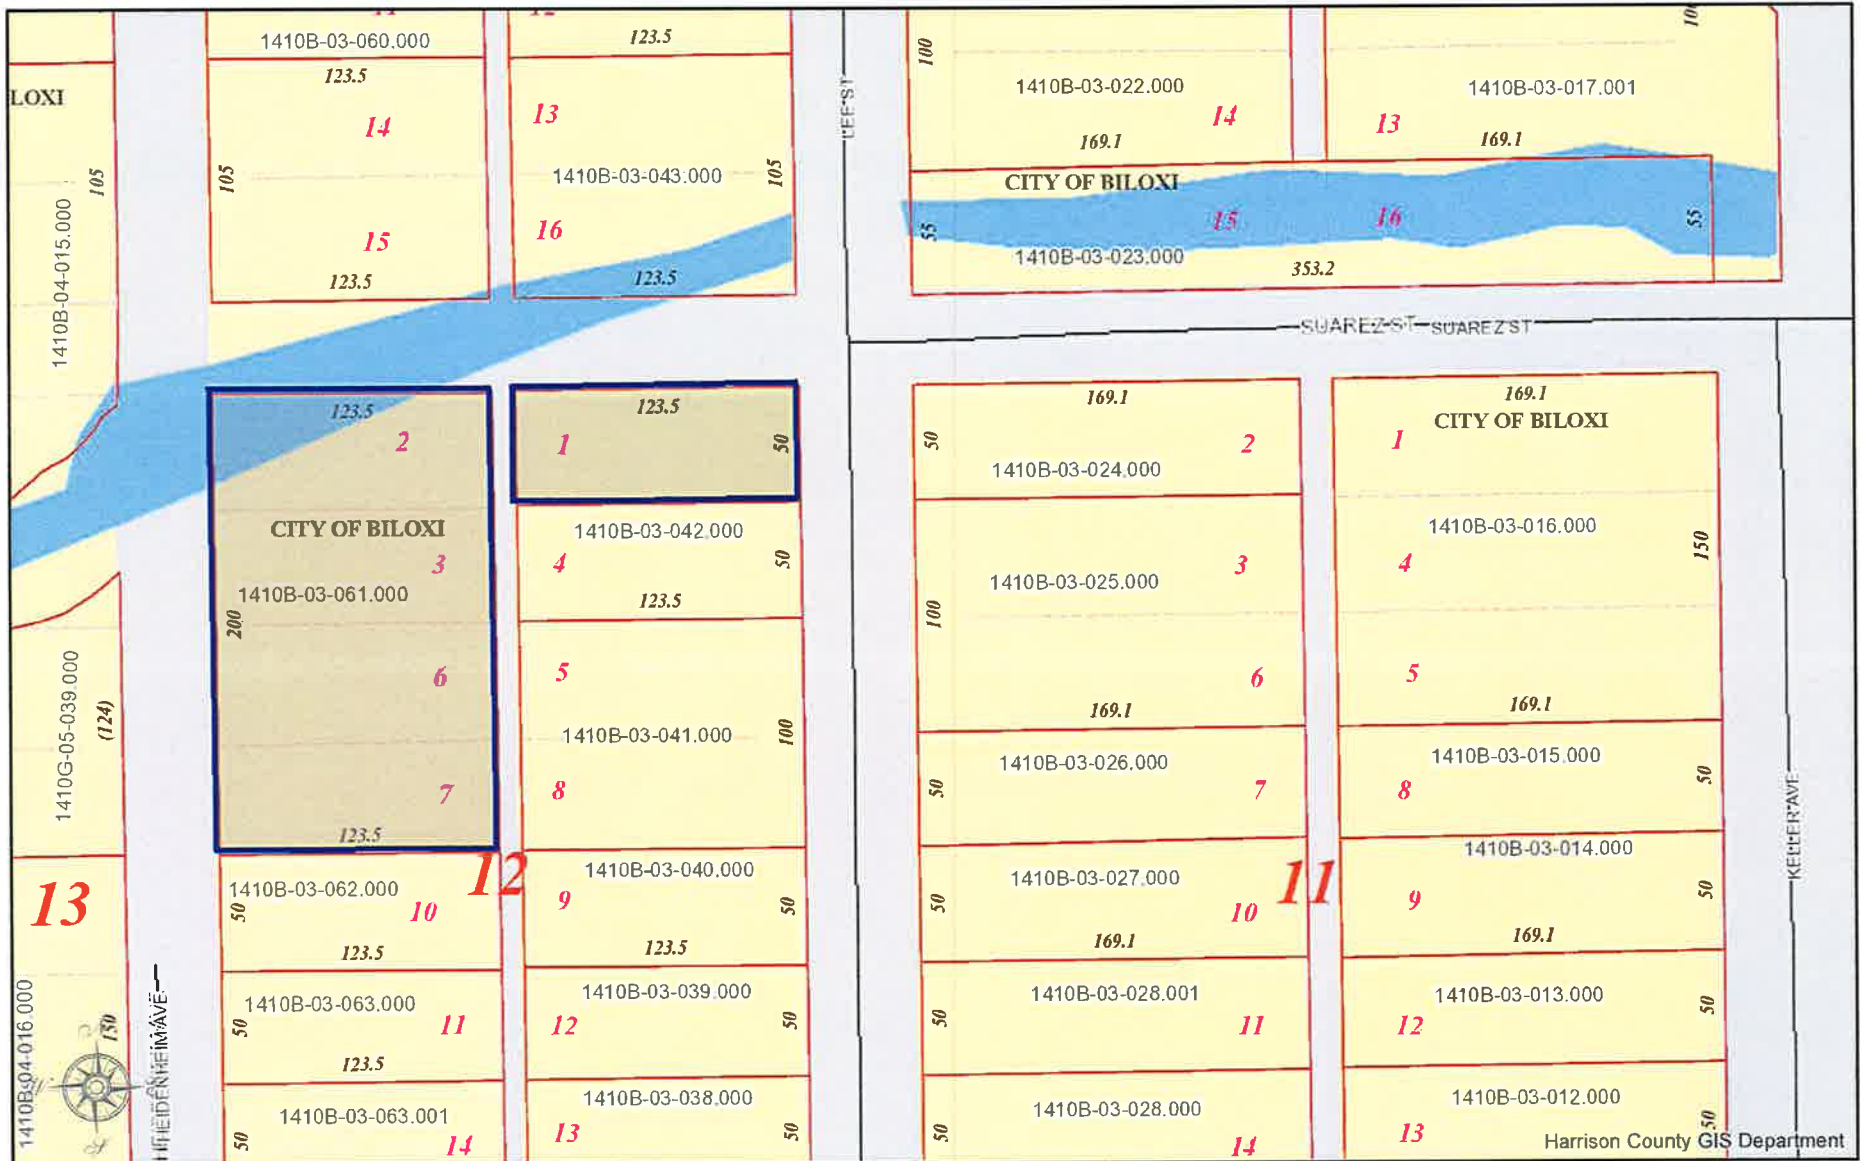 11
12
1410B-03-060.000
123.5
10
LOXI
123.5
13
100
1410B-03-022.000
1410B-03-017.001
14
LEE ST
14
13
105
105
1410B-03-043.000
105
169.1
169.1
CITY OF BILOXI
1410B-04-015.000
15
16
55
15
16
55
123.5
123.5
1410B-03-023.000
353.2
SUAREZ ST
SUAREZ ST
123.5
123.5
169.1
169.1
CITY OF BILOXI
2
1
50
50
2
1
1410B-03-024.000
CITY OF BILOXI
1410B-03-042.000
1410B-03-016.000
3
4
50
1410B-03-025.000
3
4
150
1410B-03-061.000
123.5
200
100
6
5
6
5
1410G-05-039.000
(124)
1410B-03-041.000
100
169.1
169.1
7
8
1410B-03-026.000
50
7
1410B-03-015.000
8
50
123.5
KELLER AVE
12
1410B-03-040.000
1410B-03-014.000
13
1410B-03-062.000
50
10
9
50
1410B-03-027.000
50
10
11
9
50
123.5
123.5
169.1
169.1
1410B-03-063.000
1410B-03-039.000
1410B-03-028.001
1410B-03-013.000
50
11
12
50
50
11
12
50
123.5
1410B-04-016.000
150
HEIDENHEIM AVE
1410B-03-063.001
1410B-03-038.000
1410B-03-028.000
1410B-03-012.000
50
14
13
50
50
14
13
50
Harrison County GIS Department